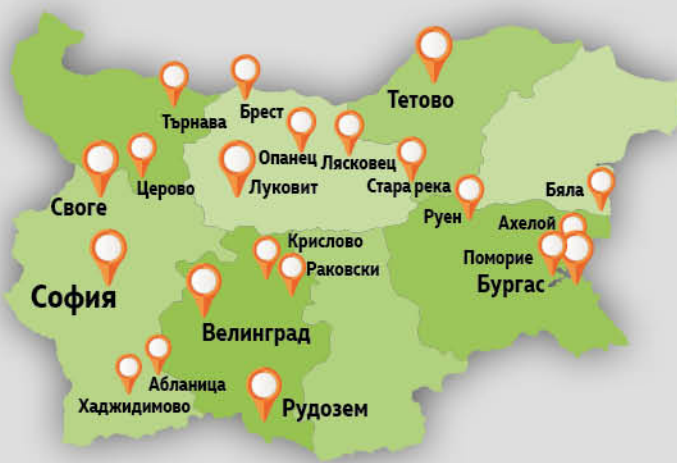 Тетово
Брест
Търнава
Опанец
Лясковец
Луковит
Стара река
Церово
Бяла
Своге
Руен
Ахелой
Крислово
Поморие
Раковски
Бургас
София
Велинград
Абланица
Хаджидимово
Рудозем